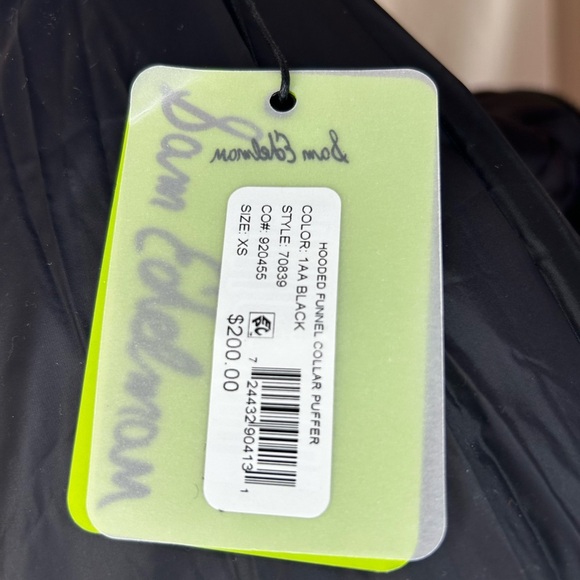 Sam Edelman
Sam Edelman
HOODED FUNNEL COLLAR PUFFER
COLOR: 1AA BLACK
STYLE: 70839
CO#: 920455
SIZE: XS
$200.00
7 24432 90413 1